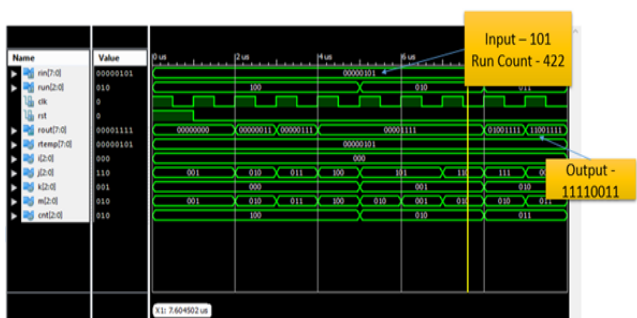 Input – 101
Run Count - 422
Name Value 0 us 2 us 4 us 6 us
rin[7:0] 00000101 00000101
run[2:0] 010 100 010 011
clk 0
rst 0
rout[7:0] 00001111 00000000 00000011 00000111 00001111 01001111 11001111
rtemp[7:0] 00000101 00000101
i[2:0] 000 000
j[2:0] 110 001 010 011 100 101 110 111
k[2:0] 001 000 001 010
m[2:0] 010 001 010 011 100 010 001 010 010 011
cnt[2:0] 010 100 010 011
Output -
11110011
X1: 7.604502 us